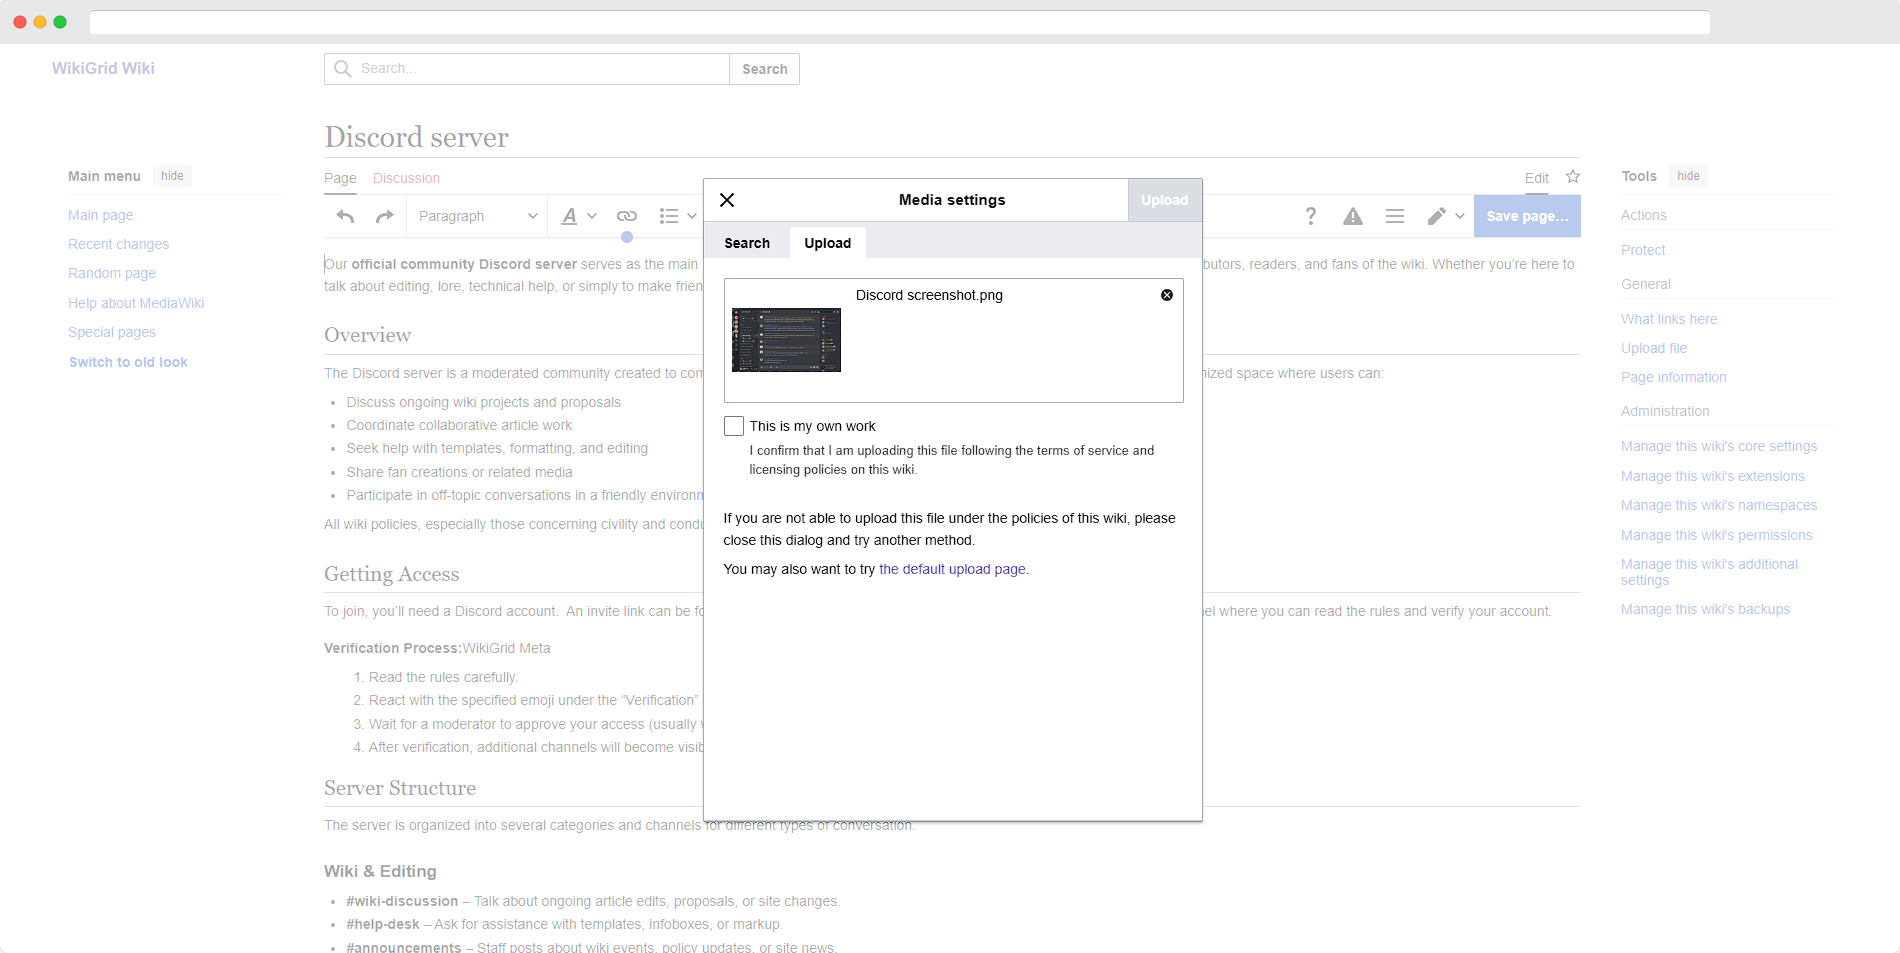 WikiGrid Wiki
Search...
Search
Discord server
Main menu
hide
Main page
Recent changes
Random page
Help about MediaWiki
Special pages
Switch to old look
Page
Discussion
Edit
Paragraph
A
?
Save page...
Our official community Discord server serves as the main
butors, readers, and fans of the wiki. Whether you're here to
talk about editing, lore, technical help, or simply to make frien
Overview
The Discord server is a moderated community created to com
nized space where users can:
• Discuss ongoing wiki projects and proposals
• Coordinate collaborative article work
• Seek help with templates, formatting, and editing
• Share fan creations or related media
• Participate in off-topic conversations in a friendly environm
All wiki policies, especially those concerning civility and condu
Getting Access
To join, you'll need a Discord account. An invite link can be fo
nel where you can read the rules and verify your account.
Verification Process:WikiGrid Meta
1. Read the rules carefully.
2. React with the specified emoji under the “Verification”
3. Wait for a moderator to approve your access (usually w
4. After verification, additional channels will become visib
Server Structure
The server is organized into several categories and channels for different types of conversation.
Wiki & Editing
• #wiki-discussion – Talk about ongoing article edits, proposals, or site changes.
• #help-desk – Ask for assistance with templates, infoboxes, or markup.
• #announcements – Staff posts about wiki events, policy updates, or site news.
Media settings
Upload
Search
Upload
Discord screenshot.png
This is my own work
I confirm that I am uploading this file following the terms of service and
licensing policies on this wiki.
If you are not able to upload this file under the policies of this wiki, please
close this dialog and try another method.
You may also want to try the default upload page.
Tools
hide
Actions
Protect
General
What links here
Upload file
Page information
Administration
Manage this wiki's core settings
Manage this wiki's extensions
Manage this wiki's namespaces
Manage this wiki's permissions
Manage this wiki's additional
settings
Manage this wiki's backups